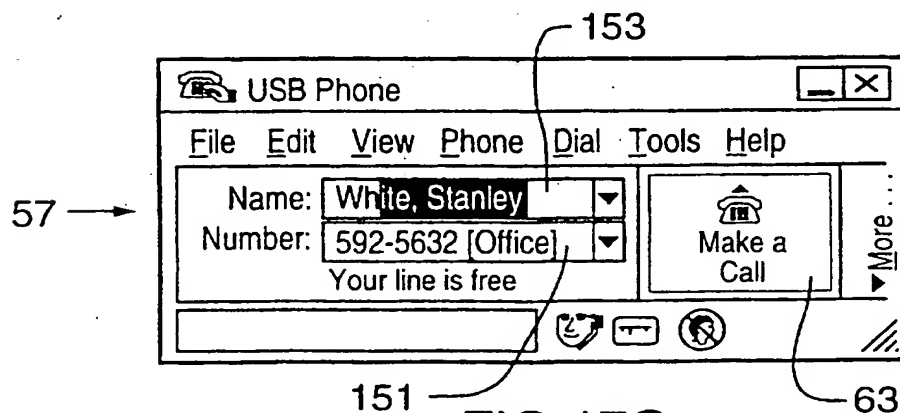 153
USB Phone
File Edit View Phone Dial Tools Help
57
Name: White, Stanley
Number: 592-5632 [Office]
Your line is free
Make a
Call
More...
151
63